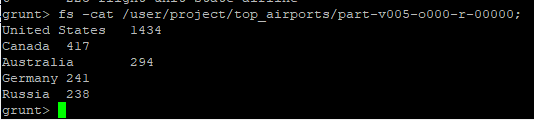 grunt> fs -cat /user/project/top_airports/part-v005-o000-r-00000;
United States 1434
Canada 417
Australia 294
Germany 241
Russia 238
grunt>